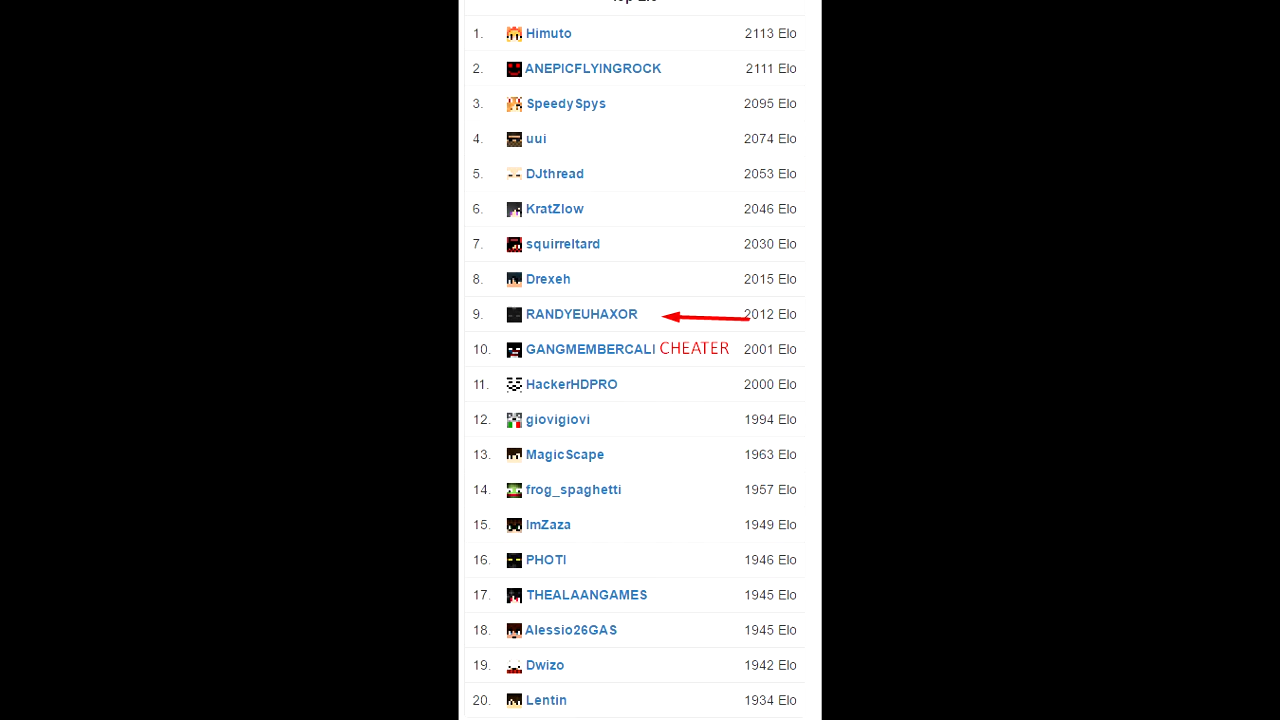 Top Elo
1. Himuto 2113 Elo
2. ANEPICFLYINGROCK 2111 Elo
3. SpeedySpys 2095 Elo
4. uui 2074 Elo
5. DJthread 2053 Elo
6. KratZlow 2046 Elo
7. squirreltard 2030 Elo
8. Drexeh 2015 Elo
9. RANDYEUHAXOR 2012 Elo
10. GANGMEMBERCALI CHEATER 2001 Elo
11. HackerHDPRO 2000 Elo
12. giovigiovi 1994 Elo
13. MagicScape 1963 Elo
14. frog_spaghetti 1957 Elo
15. ImZaza 1949 Elo
16. PHOTI 1946 Elo
17. THEALAANGAMES 1945 Elo
18. Alessio26GAS 1945 Elo
19. Dwizo 1942 Elo
20. Lentin 1934 Elo